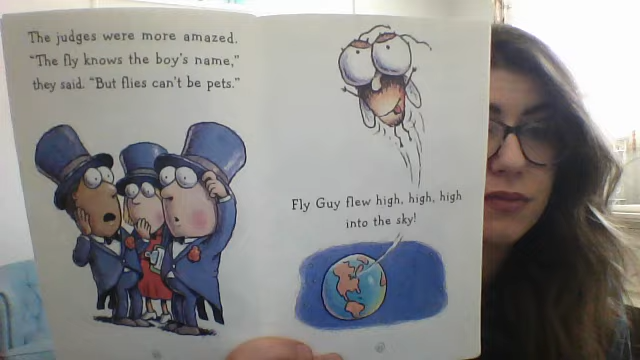 The judges were more amazed.
"The fly knows the boy's name,"
they said. "But flies can't be pets."
Fly Guy flew high, high, high
into the sky!